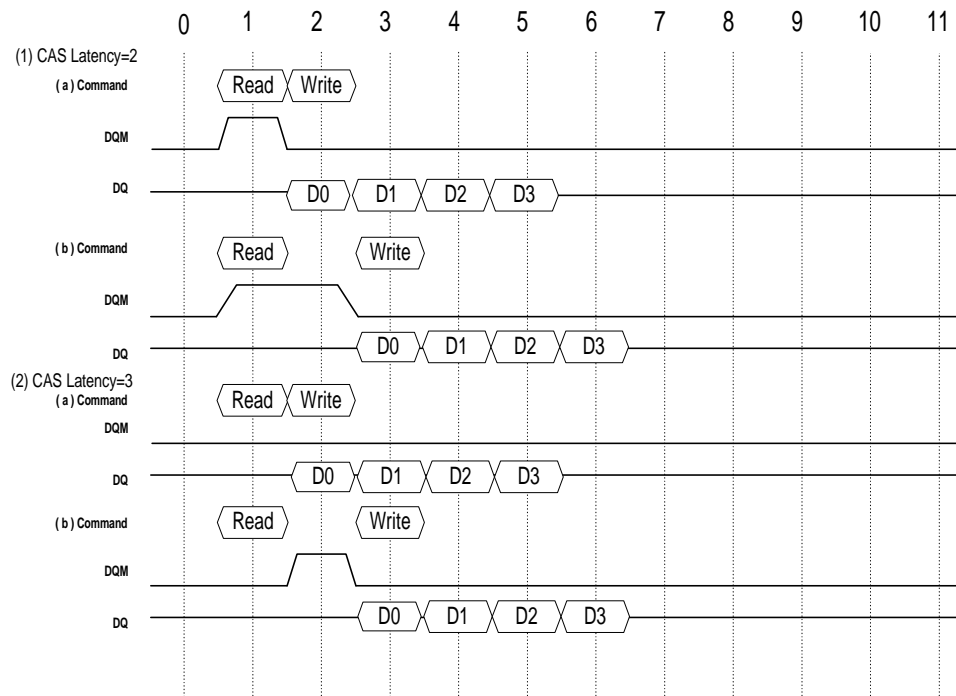 0 1 2 3 4 5 6 7 8 9 10 11
(1) CAS Latency=2
( a ) Command Read Write
DQM
DQ D0 D1 D2 D3
( b ) Command Read Write
DQM
DQ D0 D1 D2 D3
(2) CAS Latency=3
( a ) Command Read Write
DQM
DQ D0 D1 D2 D3
( b ) Command Read Write
DQM
DQ D0 D1 D2 D3